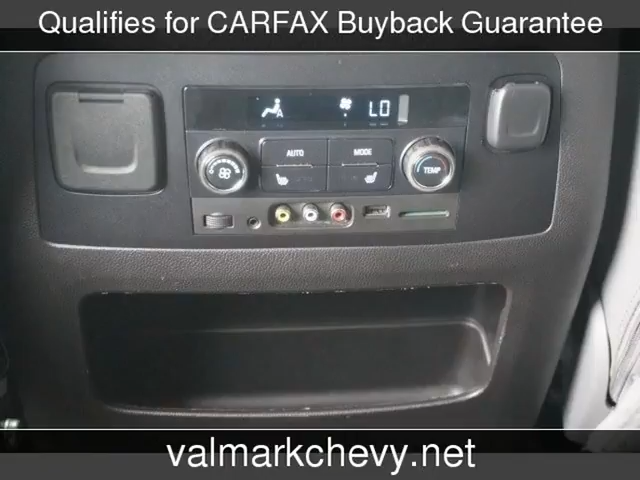 Qualifies for CARFAX Buyback Guarantee
A LO
AUTO MODE
TEMP
valmarkchevy.net